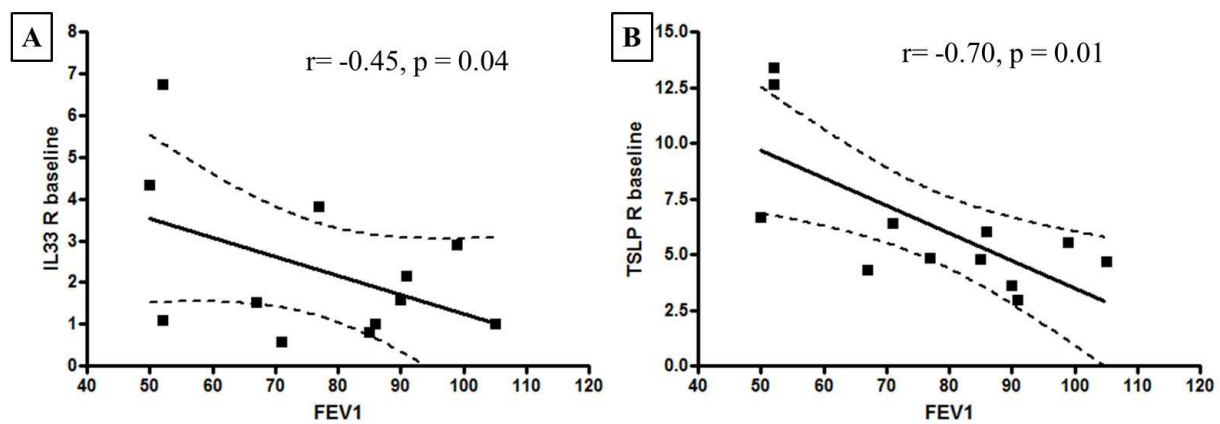 A
r= -0.45, p = 0.04
IL33 R baseline
8
7
6
5
4
3
2
1
0
40 50 60 70 80 90 100 110 120
FEV1
B
r= -0.70, p = 0.01
TSLP R baseline
15.0
12.5
10.0
7.5
5.0
2.5
0.0
40 50 60 70 80 90 100 110 120
FEV1